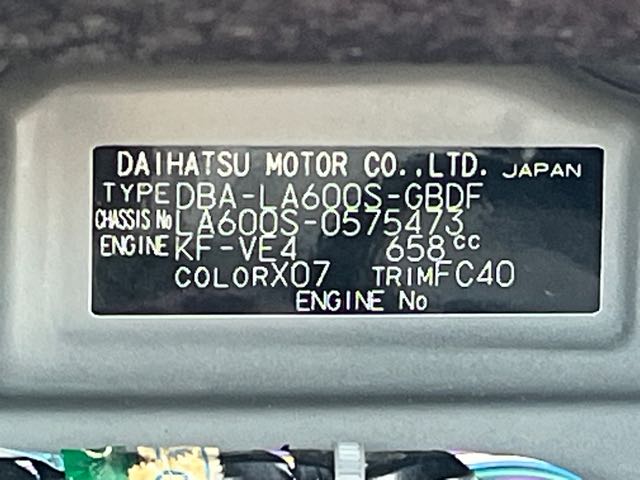 DAIHATSU MOTOR CO.,LTD. JAPAN
TYPE DBA-LA600S-GBDF
CHASSIS No LA600S-0575473
ENGINE KF-VE4 658cc
COLOR X07 TRIM FC40
ENGINE No